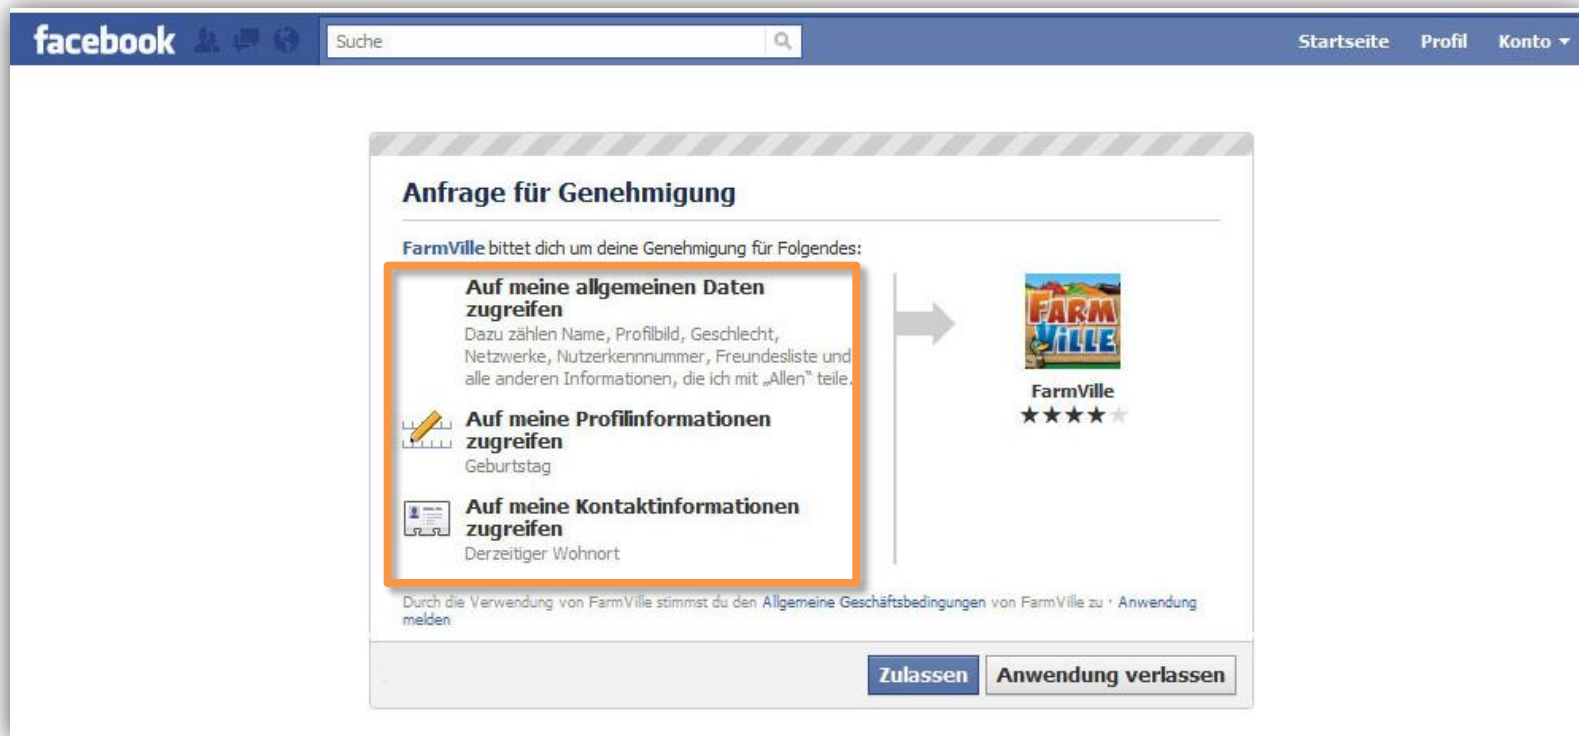 facebook
Suche
Startseite Profil Konto
Anfrage für Genehmigung
FarmVille bittet dich um deine Genehmigung für Folgendes:
Auf meine allgemeinen Daten
zugreifen
Dazu zählen Name, Profilbild, Geschlecht,
Netzwerke, Nutzerkennnummer, Freundesliste und
alle anderen Informationen, die ich mit „Allen“ teile.
Auf meine Profilinformationen
zugreifen
Geburtstag
Auf meine Kontaktinformationen
zugreifen
Derzeitiger Wohnort
FARM
VILLE
FarmVille
Durch die Verwendung von FarmVille stimmst du den Allgemeine Geschäftsbedingungen von FarmVille zu · Anwendung
melden
Zulassen Anwendung verlassen